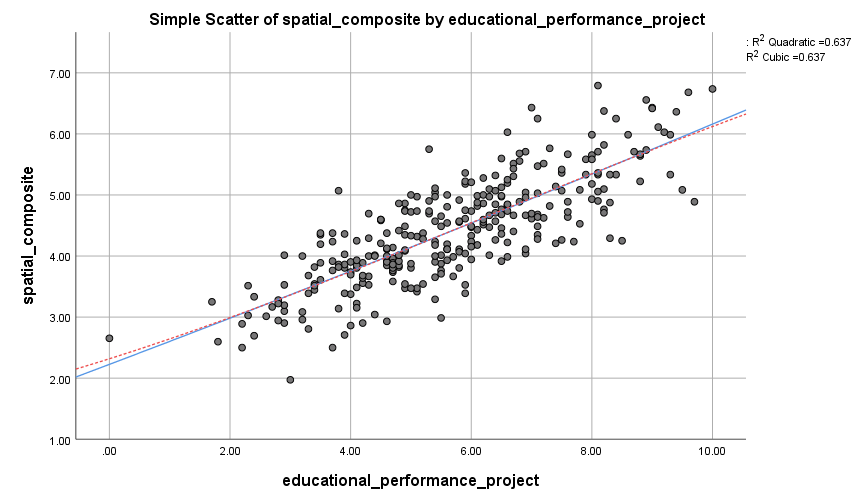 Simple Scatter of spatial_composite by educational_performance_project
: R2 Quadratic =0.637
R2 Cubic =0.637
7.00
6.00
5.00
4.00
3.00
2.00
1.00
spatial_composite
.00 2.00 4.00 6.00 8.00 10.00
educational_performance_project